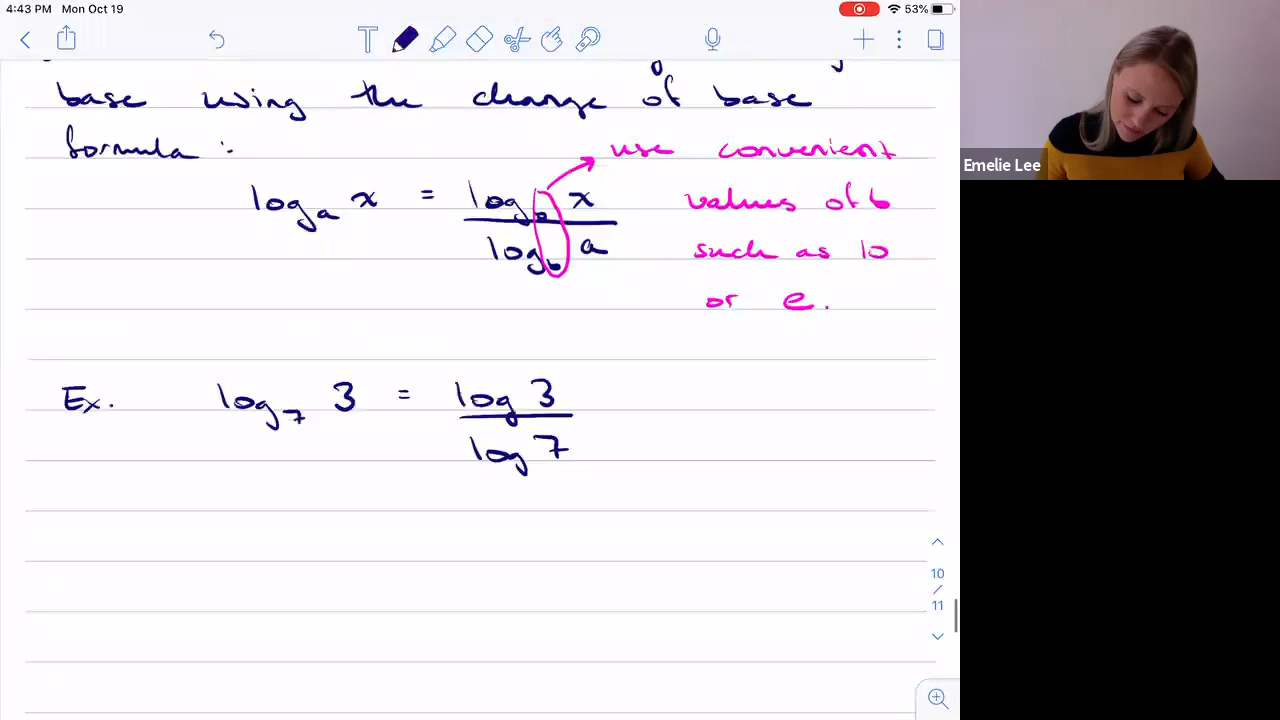 4:43 PM Mon Oct 19
53%
base using the change of base
formula :
use convenient
values of b
such as 10
or e.
log_a x = log_b x / log_b a
Ex. log_7 3 = log 3 / log 7
10
/
11
Emelie Lee